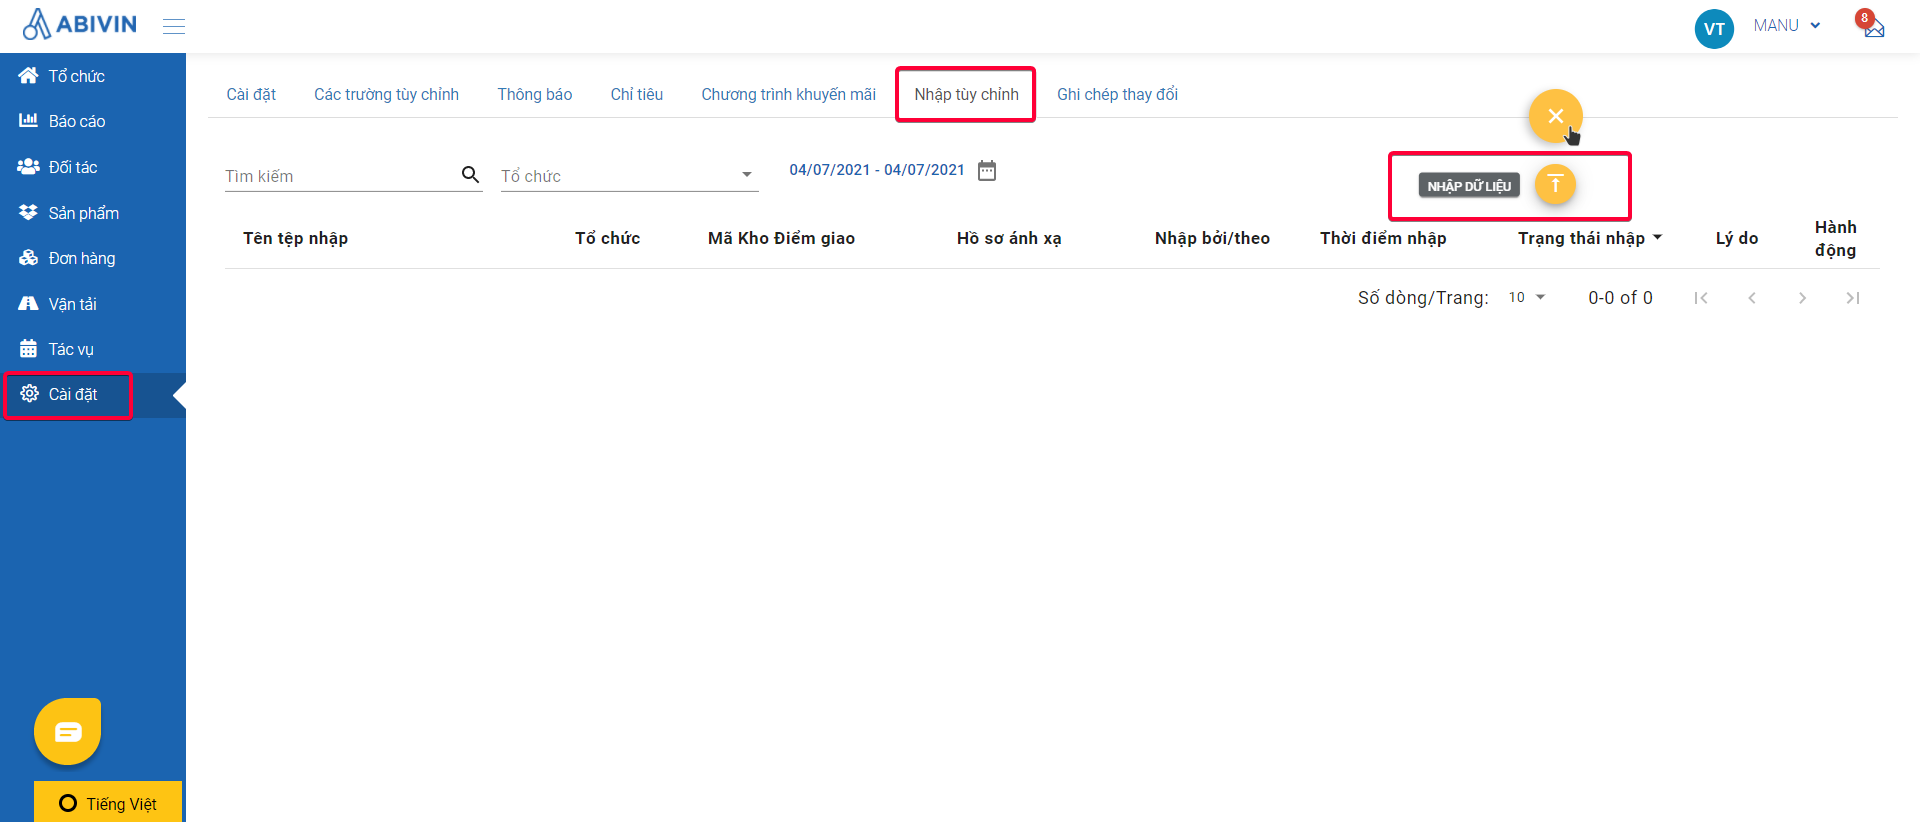 ABIVIN
VT
MANU
8
Tổ chức
Báo cáo
Đối tác
Sản phẩm
Đơn hàng
Vận tải
Tác vụ
Cài đặt
Tiếng Việt
Cài đặt
Các trường tùy chỉnh
Thông báo
Chỉ tiêu
Chương trình khuyến mãi
Nhập tùy chỉnh
Ghi chép thay đổi
Tìm kiếm
Tổ chức
04/07/2021 - 04/07/2021
NHẬP DỮ LIỆU
Tên tệp nhập
Tổ chức
Mã Kho Điểm giao
Hồ sơ ánh xạ
Nhập bởi/theo
Thời điểm nhập
Trạng thái nhập
Lý do
Hành
động
Số dòng/Trang:
10
0-0 of 0